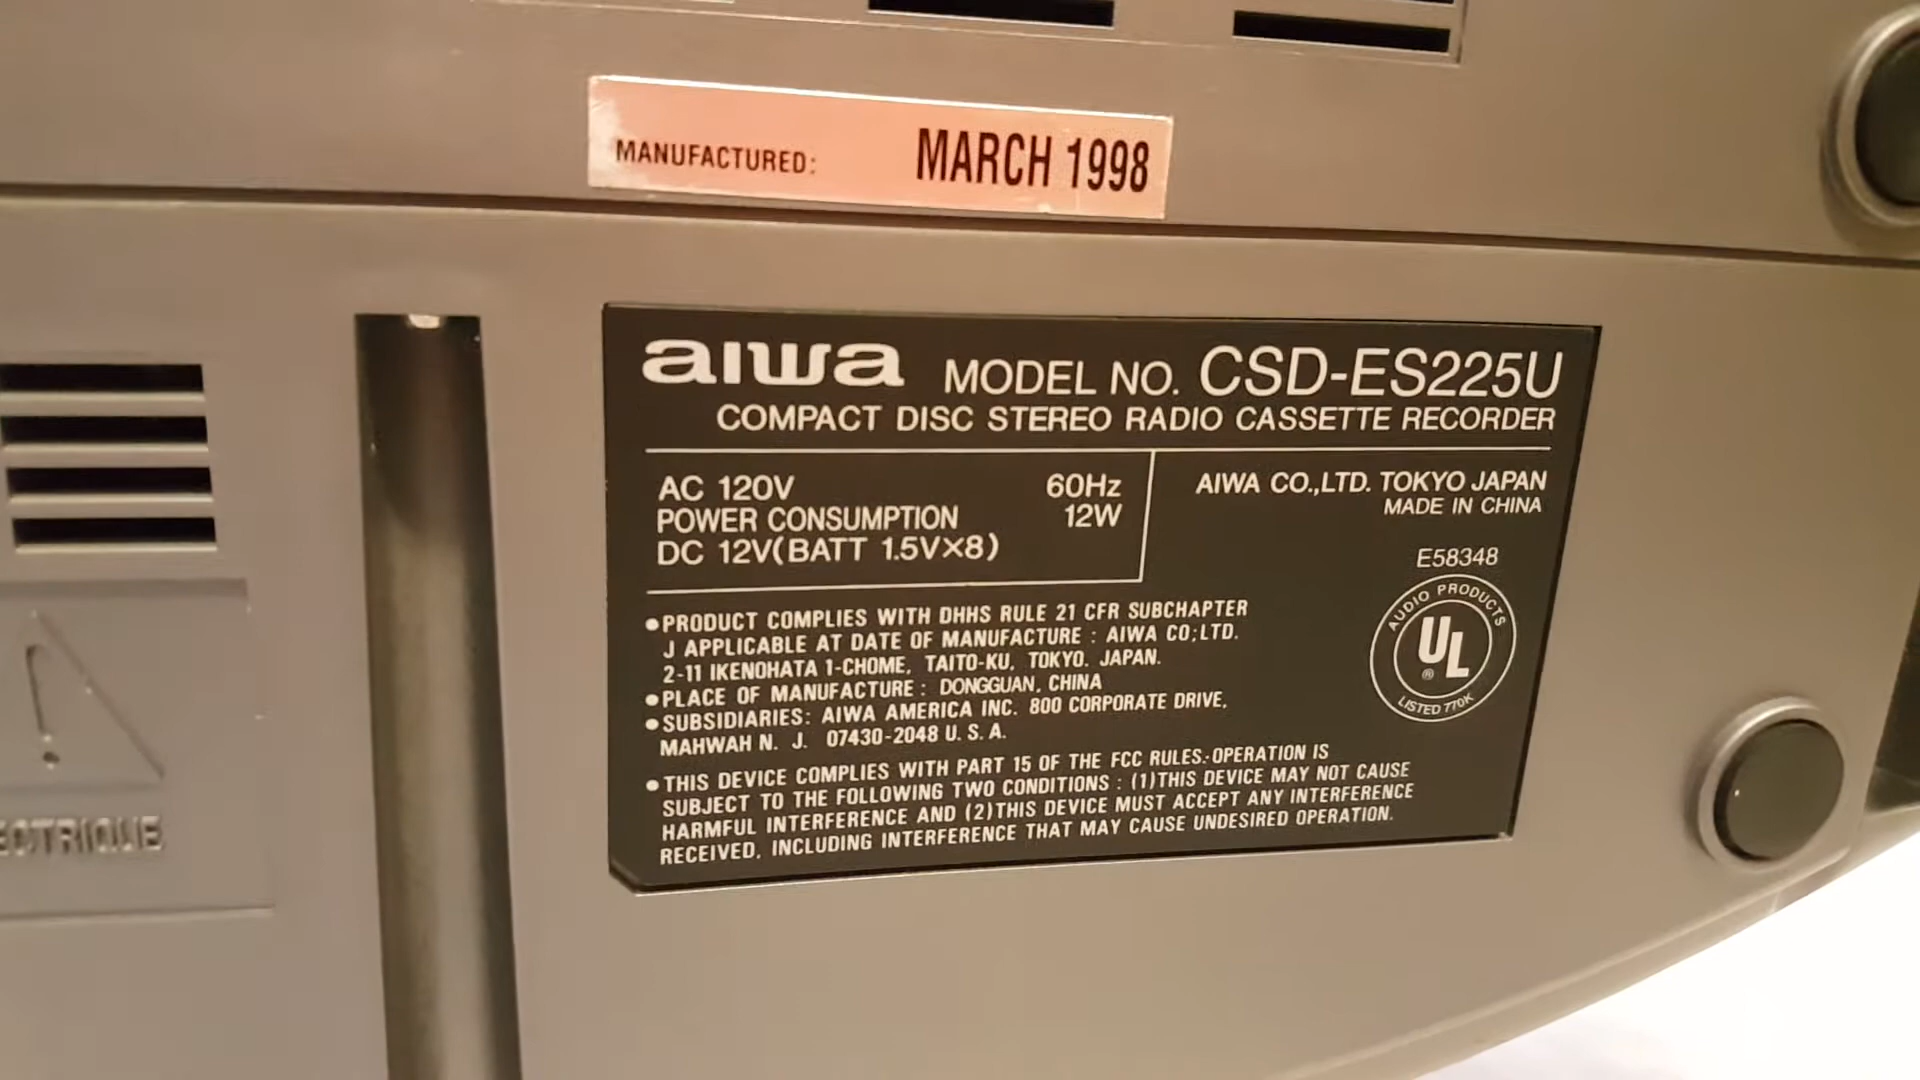 MANUFACTURED: MARCH 1998
aiwa MODEL NO. CSD-ES225U
COMPACT DISC STEREO RADIO CASSETTE RECORDER
AC 120V 60Hz
POWER CONSUMPTION 12W
DC 12V(BATT 1.5V×8)
AIWA CO.,LTD. TOKYO JAPAN
MADE IN CHINA
E58348
AUDIO PRODUCTS
UL
®
LISTED 770K
●PRODUCT COMPLIES WITH DHHS RULE 21 CFR SUBCHAPTER
J APPLICABLE AT DATE OF MANUFACTURE : AIWA CO;LTD.
2-11 IKENOHATA 1-CHOME, TAITO-KU, TOKYO. JAPAN.
●PLACE OF MANUFACTURE : DONGGUAN, CHINA
●SUBSIDIARIES: AIWA AMERICA INC. 800 CORPORATE DRIVE,
MAHWAH N. J. 07430-2048 U. S. A.
●THIS DEVICE COMPLIES WITH PART 15 OF THE FCC RULES. OPERATION IS
SUBJECT TO THE FOLLOWING TWO CONDITIONS : (1)THIS DEVICE MAY NOT CAUSE
HARMFUL INTERFERENCE AND (2)THIS DEVICE MUST ACCEPT ANY INTERFERENCE
RECEIVED, INCLUDING INTERFERENCE THAT MAY CAUSE UNDESIRED OPERATION.
ECTRIQUE